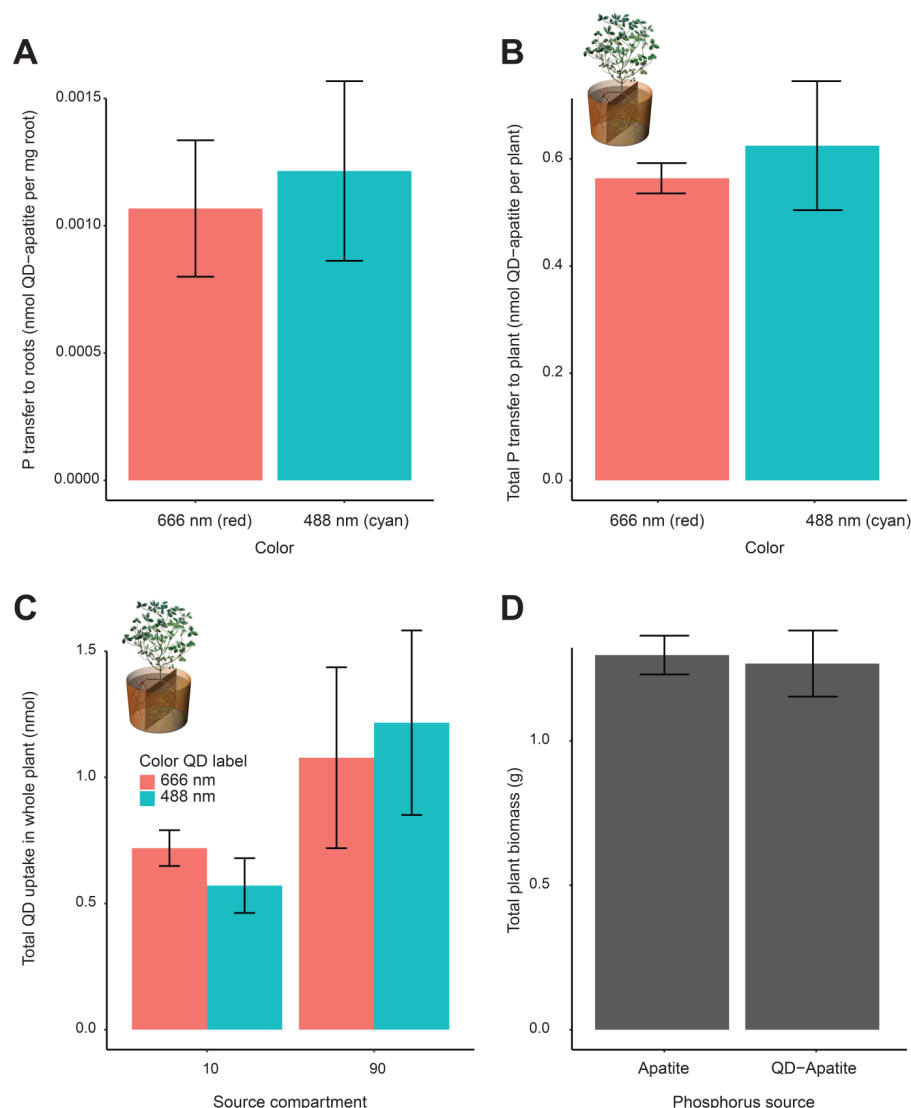 A
P transfer to roots (nmol QD−apatite per mg root)
0.0015
0.0010
0.0005
0.0000
666 nm (red)
488 nm (cyan)
Color
B
Total P transfer to plant (nmol QD−apatite per plant)
0.6
0.4
0.2
0.0
666 nm (red)
488 nm (cyan)
Color
C
Total QD uptake in whole plant (nmol)
1.5
1.0
0.5
0.0
Color QD label
666 nm
488 nm
10
90
Source compartment
D
Total plant biomass (g)
1.0
0.5
0.0
Apatite
QD−Apatite
Phosphorus source